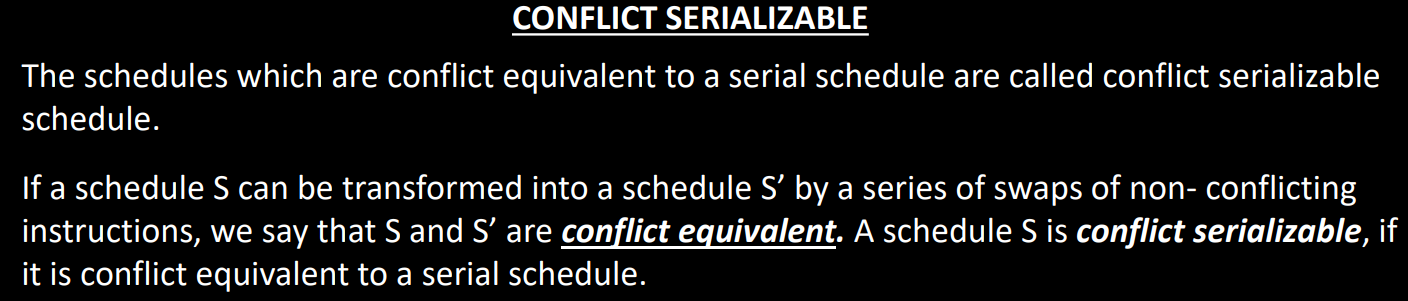 CONFLICT SERIALIZABLE
The schedules which are conflict equivalent to a serial schedule are called conflict serializable
schedule.
If a schedule S can be transformed into a schedule S’ by a series of swaps of non- conflicting
instructions, we say that S and S’ are conflict equivalent. A schedule S is conflict serializable, if
it is conflict equivalent to a serial schedule.